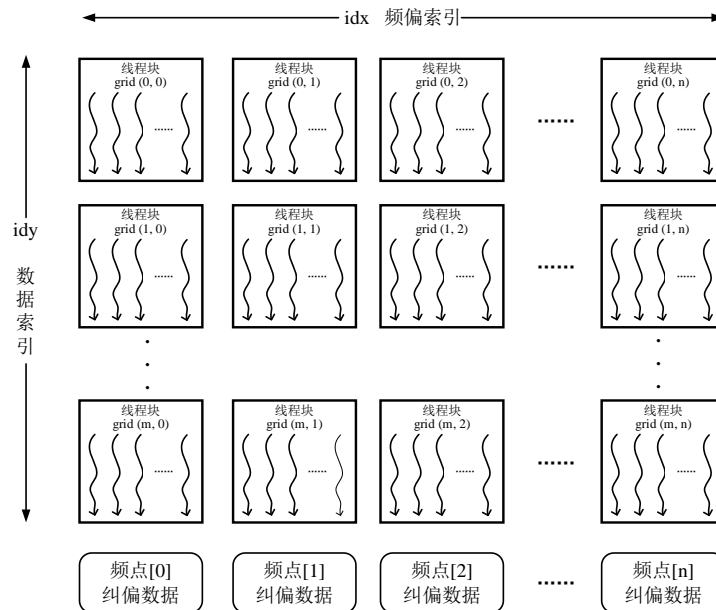 idx 频偏索引
线程块
grid (0, 0)
......
线程块
grid (0, 1)
......
线程块
grid (0, 2)
......
......
线程块
grid (0, n)
......
idy
数
据
索
引
线程块
grid (1, 0)
......
线程块
grid (1, 1)
......
线程块
grid (1, 2)
......
......
线程块
grid (1, n)
......
线程块
grid (m, 0)
......
线程块
grid (m, 1)
......
线程块
grid (m, 2)
......
......
线程块
grid (m, n)
......
频点[0]
纠偏数据
频点[1]
纠偏数据
频点[2]
纠偏数据
......
频点[n]
纠偏数据